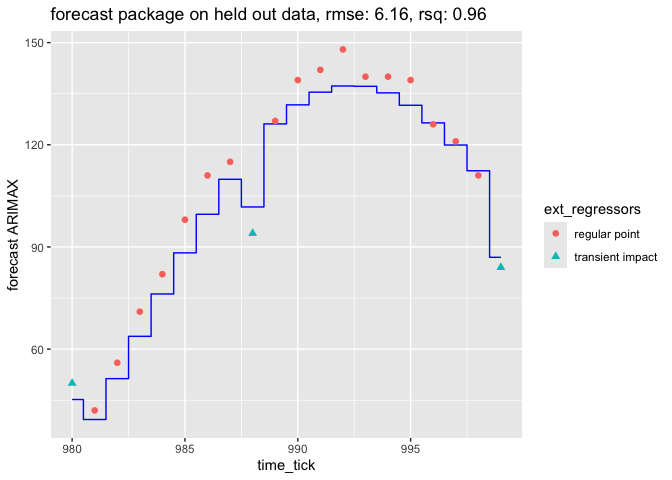 forecast package on held out data, rmse: 6.16, rsq: 0.96
150
120
90
60
forecast ARIMAX
980
985
990
995
time_tick
ext_regressors
regular point
transient impact